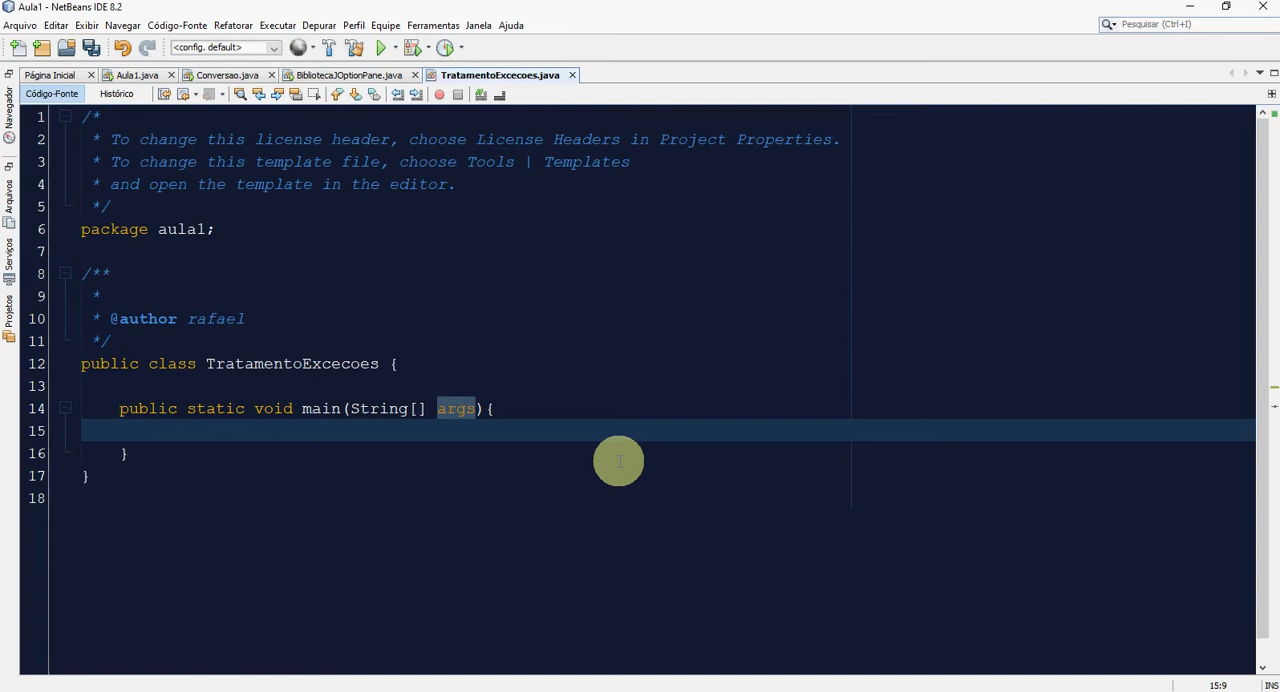 Aula1 - NetBeans IDE 8.2
Arquivo Editar Exibir Navegar Código-Fonte Refatorar Executar Depurar Perfil Equipe Ferramentas Janela Ajuda
Pesquisar (Ctrl+I)
<config. default>
Página Inicial Aula1.java Conversao.java BibliotecaJOptionPane.java TratamentoExcecoes.java
Código-Fonte Histórico
Navegador
Arquivos
Serviços
Projetos
1 /*
2 * To change this license header, choose License Headers in Project Properties.
3 * To change this template file, choose Tools | Templates
4 * and open the template in the editor.
5 */
6 package aula1;
7
8 /**
9 *
10 * @author rafael
11 */
12 public class TratamentoExcecoes {
13
14 public static void main(String[] args){
15
16 }
17 }
18
15:9 INS